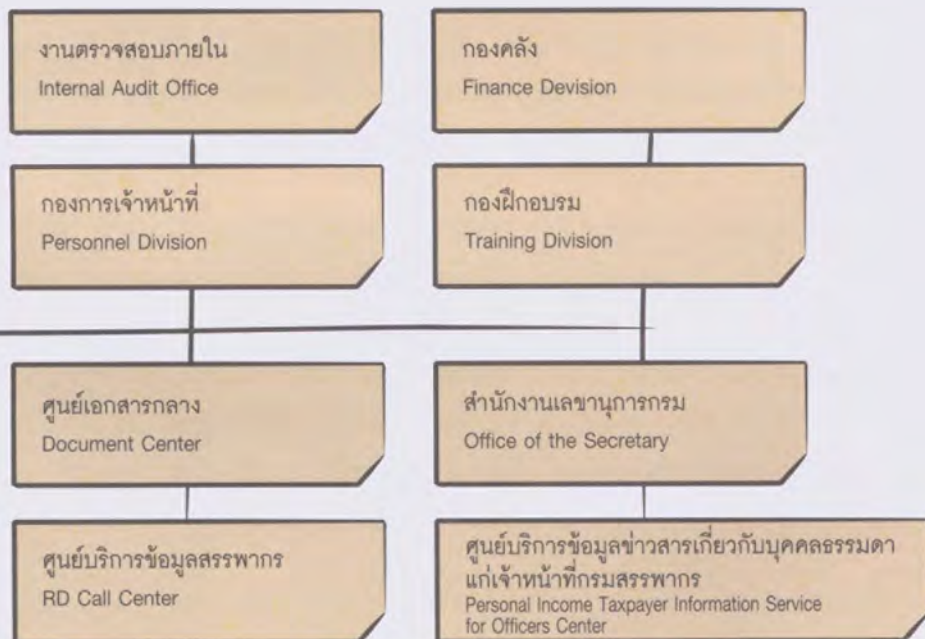 งานตรวจสอบภายใน
Internal Audit Office
กองคลัง
Finance Devision
กองการเจ้าหน้าที่
Personnel Division
กองฝึกอบรม
Training Division
ศูนย์เอกสารกลาง
Document Center
สำนักงานเลขานุการกรม
Office of the Secretary
ศูนย์บริการข้อมูลสรรพากร
RD Call Center
ศูนย์บริการข้อมูลข่าวสารเกี่ยวกับบุคคลธรรมดา
แก่เจ้าหน้าที่กรมสรรพากร
Personal Income Taxpayer Information Service
for Officers Center